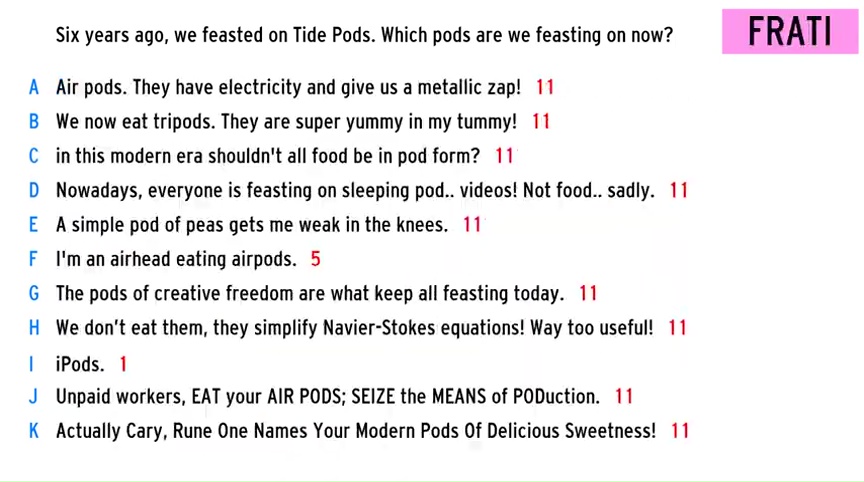 Six years ago, we feasted on Tide Pods. Which pods are we feasting on now?
FRATI
A Air pods. They have electricity and give us a metallic zap! 11
B We now eat tripods. They are super yummy in my tummy! 11
C in this modern era shouldn't all food be in pod form? 11
D Nowadays, everyone is feasting on sleeping pod.. videos! Not food.. sadly. 11
E A simple pod of peas gets me weak in the knees. 11
F I'm an airhead eating airpods. 5
G The pods of creative freedom are what keep all feasting today. 11
H We don’t eat them, they simplify Navier-Stokes equations! Way too useful! 11
I iPods. 1
J Unpaid workers, EAT your AIR PODS; SEIZE the MEANS of PODuction. 11
K Actually Cary, Rune One Names Your Modern Pods Of Delicious Sweetness! 11